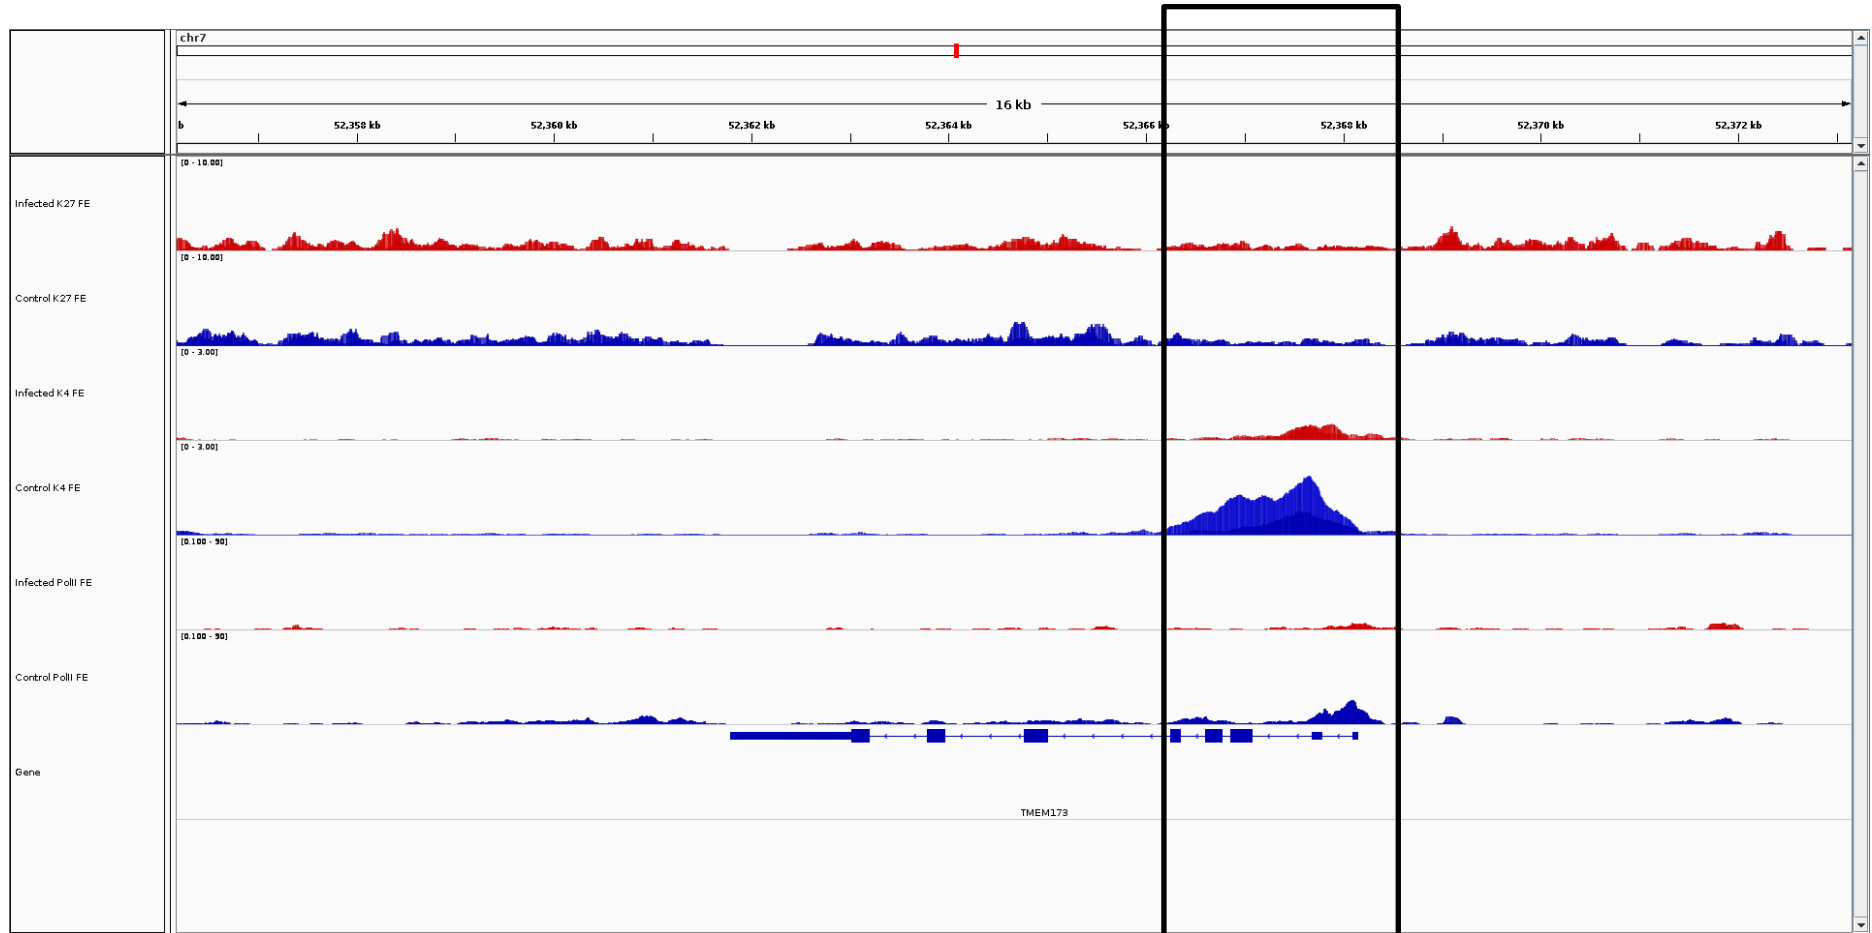 chr7
16 kb
b 52,358 kb 52,360 kb 52,362 kb 52,364 kb 52,366 kb 52,368 kb 52,370 kb 52,372 kb
[0 - 10.00]
Infected K27 FE
[0 - 10.00]
Control K27 FE
[0 - 3.00]
Infected K4 FE
[0 - 3.00]
Control K4 FE
[0.100 - 90]
Infected PolII FE
[0.100 - 90]
Control PolII FE
Gene
TMEM173